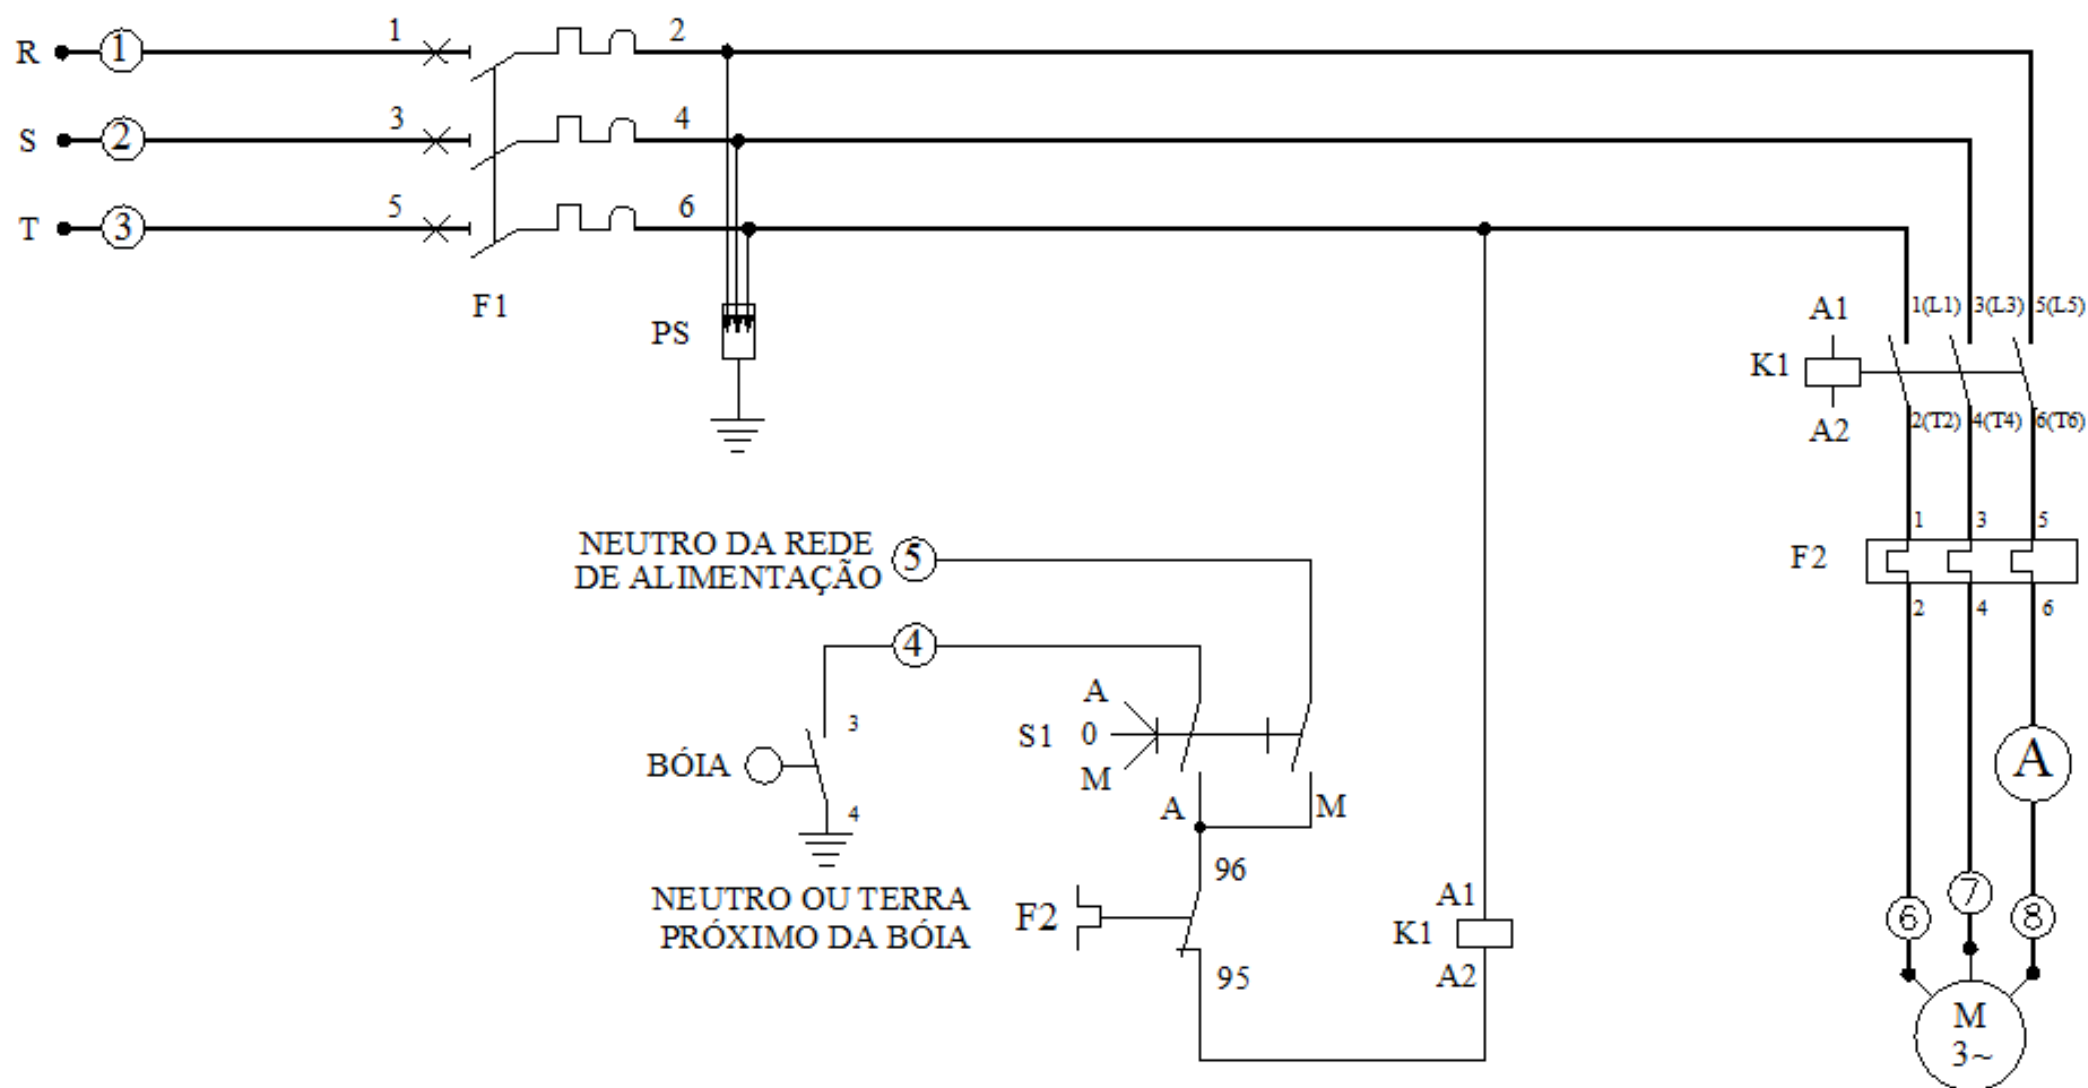 R 1 1 2
S 2 3 4
T 3 5 6
F1
PS
A1 1(L1) 3(L3) 5(L5)
K1
A2 2(T2) 4(T4) 6(T6)
NEUTRO DA REDE
DE ALIMENTAÇÃO 5
1 3 5
F2
2 4 6
4
3
BÓIA
4
A
S1 0
M
A M
A
NEUTRO OU TERRA
PRÓXIMO DA BÓIA
96
F2
95
A1
K1
A2
6 7 8
M
3~